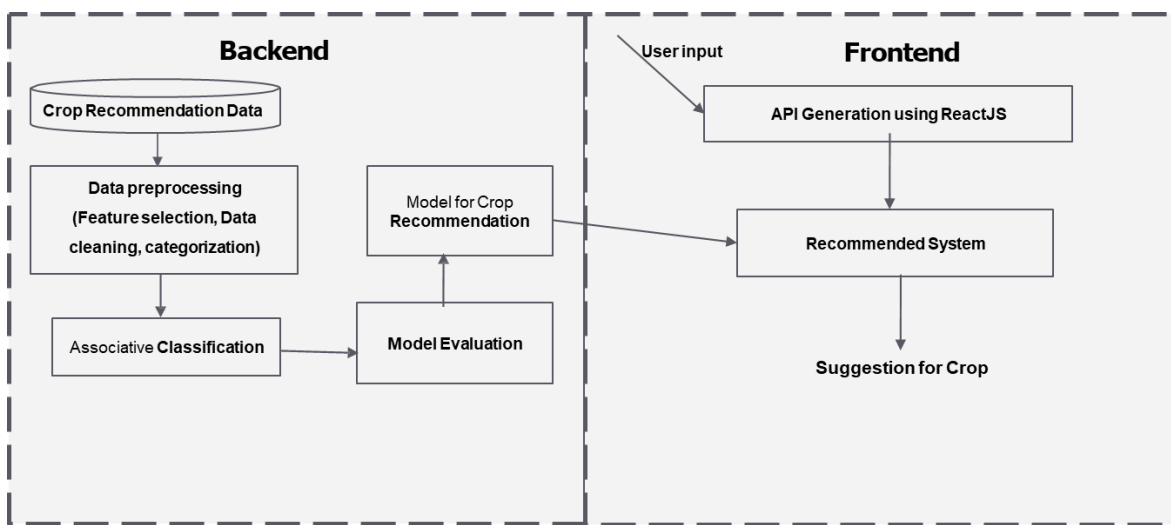 Backend
Crop Recommendation Data
Data preprocessing
(Feature selection, Data
cleaning, categorization)
Associative Classification
Model for Crop
Recommendation
Model Evaluation
Frontend
User input
API Generation using ReactJS
Recommended System
Suggestion for Crop